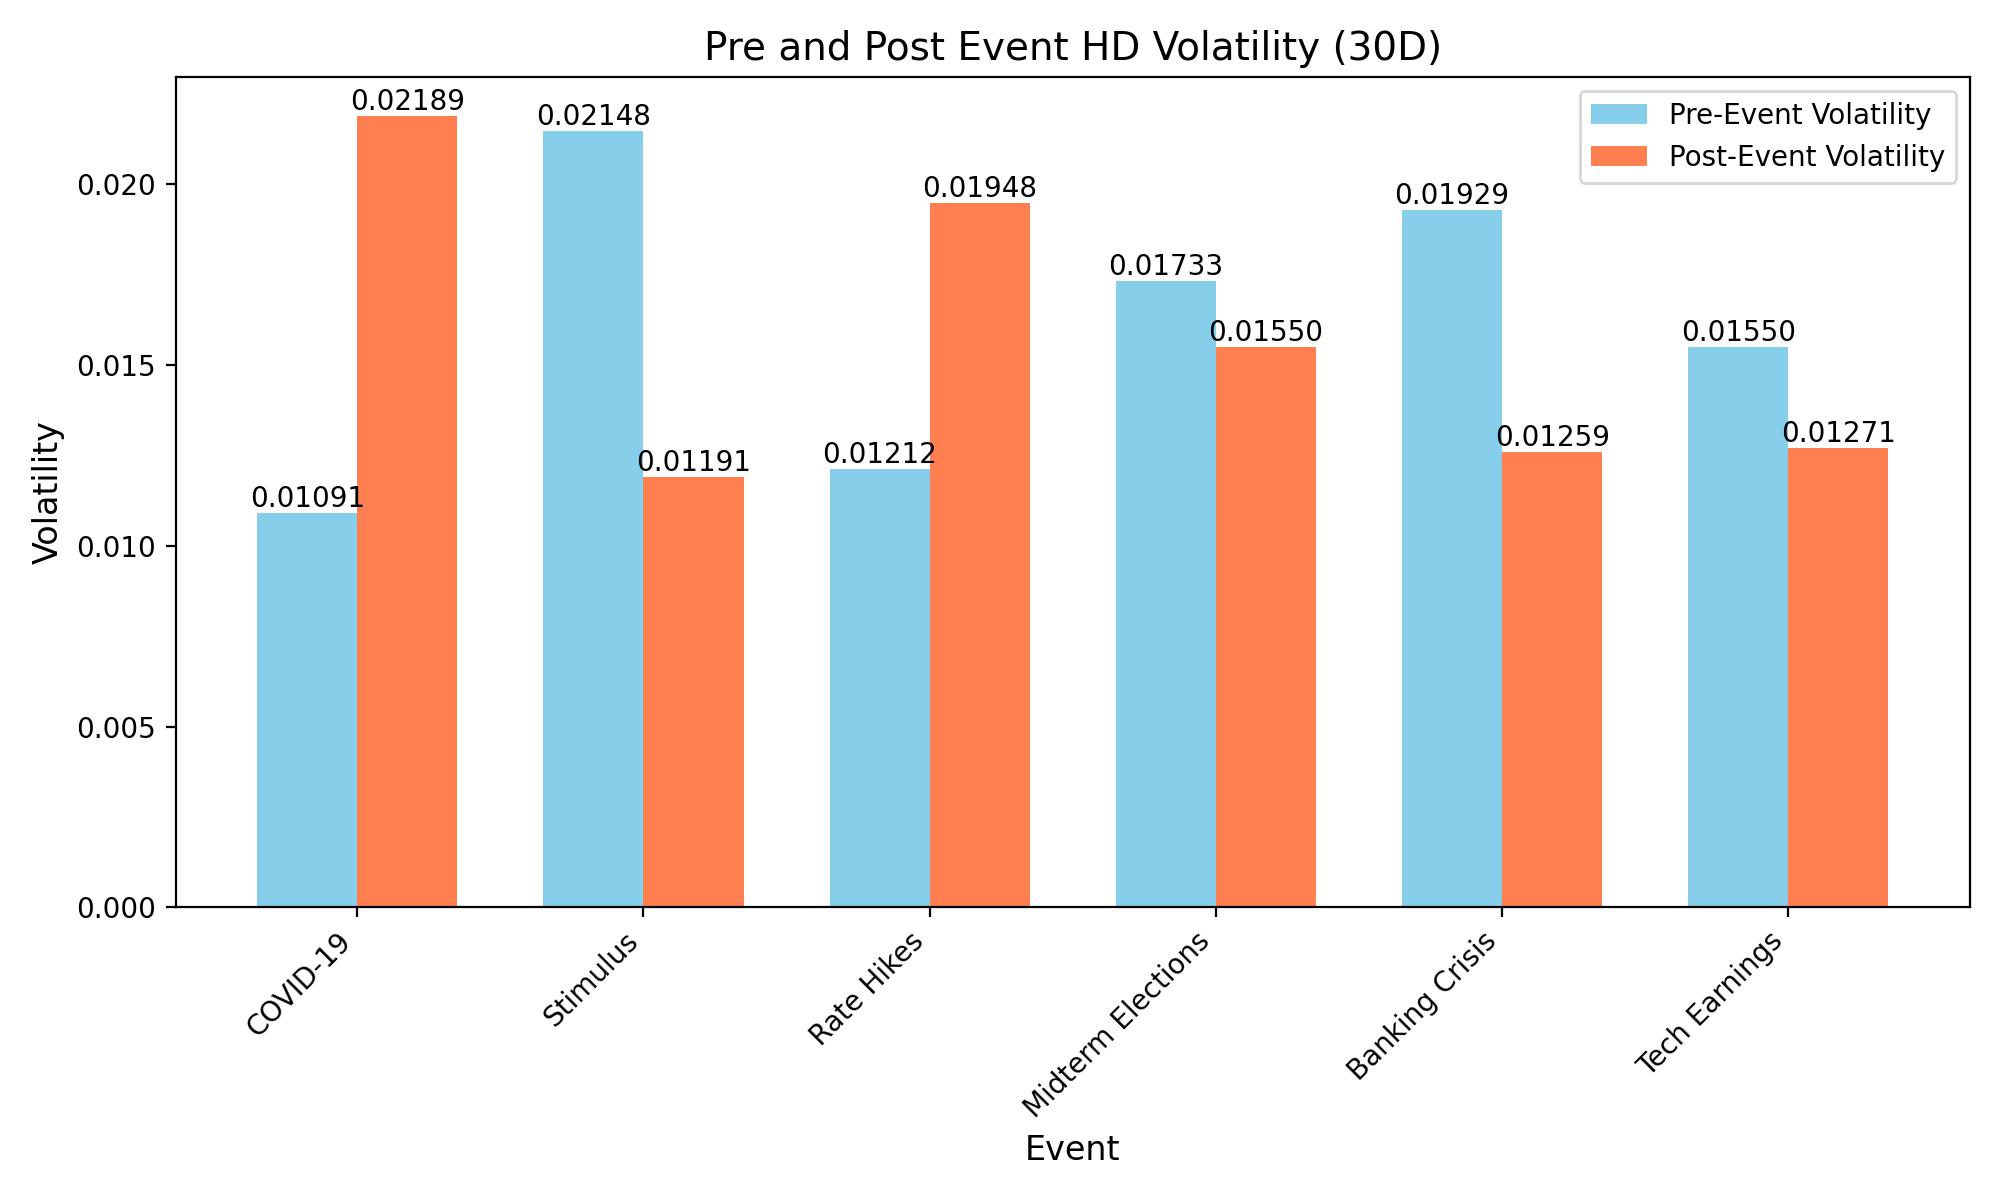 Pre and Post Event HD Volatility (30D)
Pre-Event Volatility
Post-Event Volatility
Volatility
0.020
0.015
0.010
0.005
0.000
0.01091
0.02189
0.02148
0.01191
0.01212
0.01948
0.01733
0.01550
0.01929
0.01259
0.01550
0.01271
COVID-19
Stimulus
Rate Hikes
Midterm Elections
Banking Crisis
Tech Earnings
Event